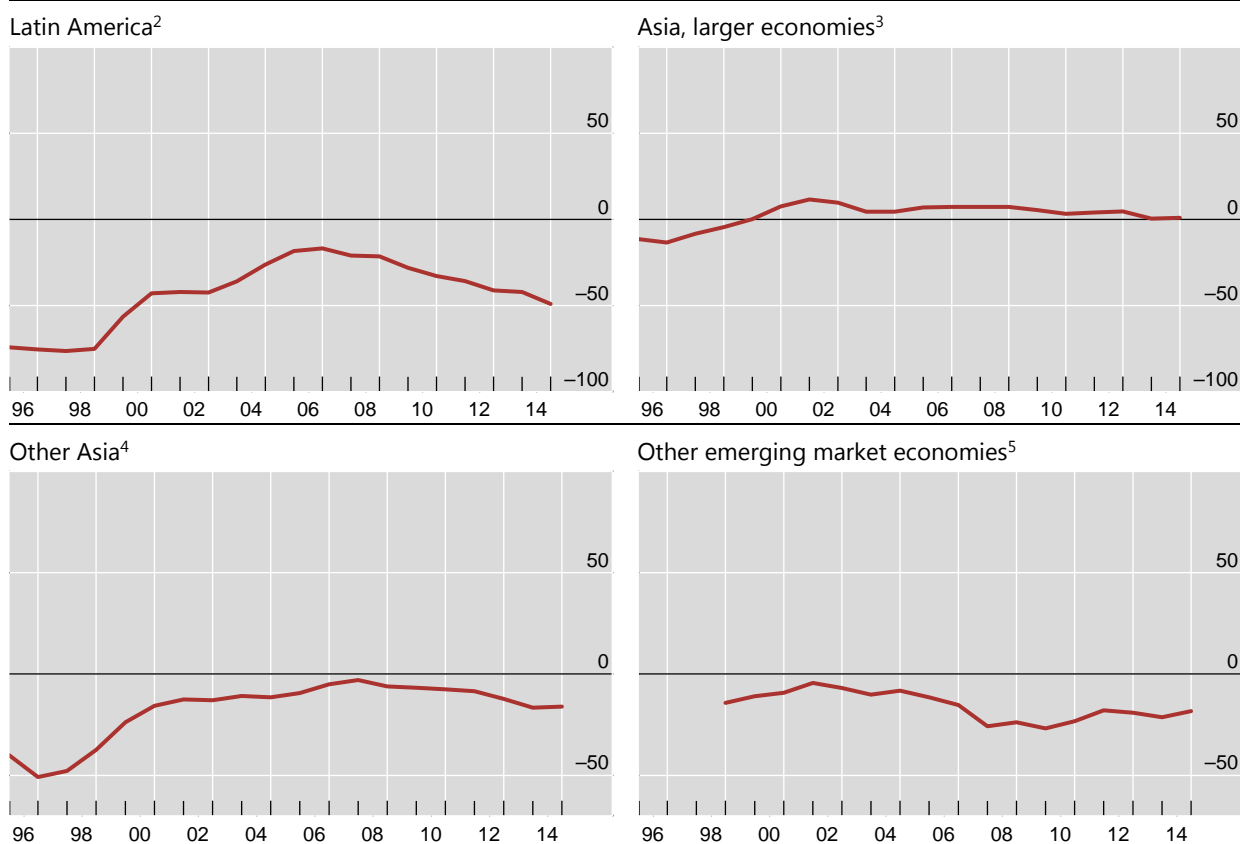 Latin America²
50
0
–50
–100
96 98 00 02 04 06 08 10 12 14
Asia, larger economies³
50
0
–50
–100
96 98 00 02 04 06 08 10 12 14
Other Asia⁴
50
0
–50
96 98 00 02 04 06 08 10 12 14
Other emerging market economies⁵
50
0
–50
96 98 00 02 04 06 08 10 12 14